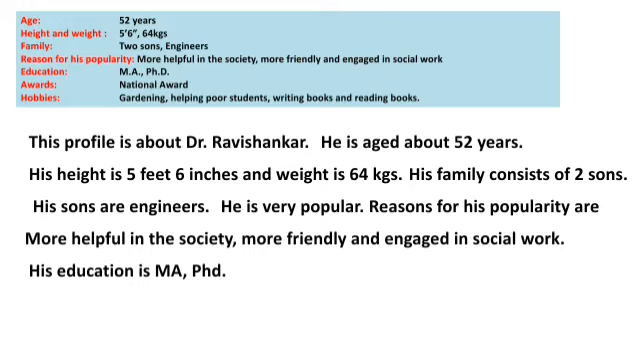 Age: 52 years
Height and weight : 5’6”, 64kgs
Family: Two sons, Engineers
Reason for his popularity: More helpful in the society, more friendly and engaged in social work
Education: M.A., Ph.D.
Awards: National Award
Hobbies: Gardening, helping poor students, writing books and reading books.
This profile is about Dr. Ravishankar. He is aged about 52 years.
His height is 5 feet 6 inches and weight is 64 kgs. His family consists of 2 sons.
His sons are engineers. He is very popular. Reasons for his popularity are
More helpful in the society, more friendly and engaged in social work.
His education is MA, Phd.